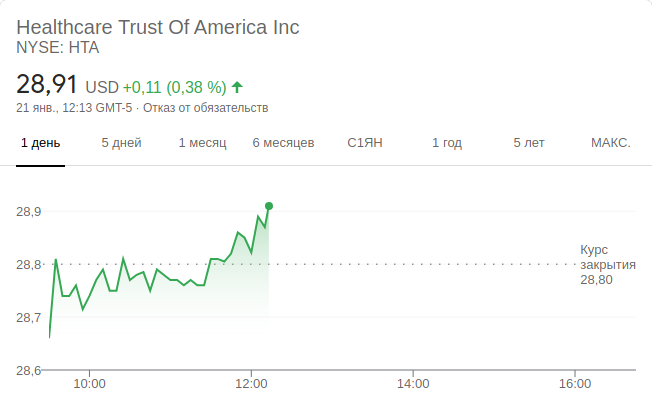 Healthcare Trust Of America Inc
NYSE: HTA
28,91 USD +0,11 (0,38 %)
21 янв., 12:13 GMT-5 · Отказ от обязательств
1 день 5 дней 1 месяц 6 месяцев С1ЯН 1 год 5 лет МАКС.
28,9
Курс
28,8 закрытия
28,80
28,7
28,6
10:00 12:00 14:00 16:00